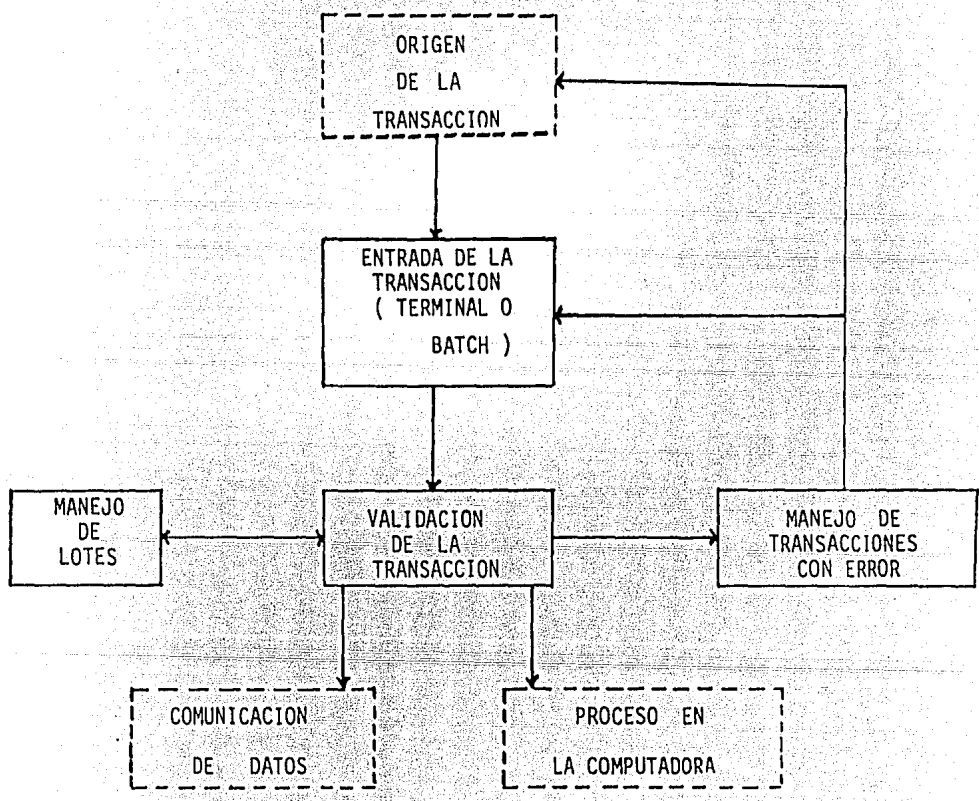 ORIGEN
DE LA
TRANSACCION
ENTRADA DE LA
TRANSACCION
( TERMINAL O
BATCH )
MANEJO
DE
LOTES
VALIDACION
DE LA
TRANSACCION
MANEJO DE
TRANSACCIONES
CON ERROR
COMUNICACION
DE DATOS
PROCESO EN
LA COMPUTADORA